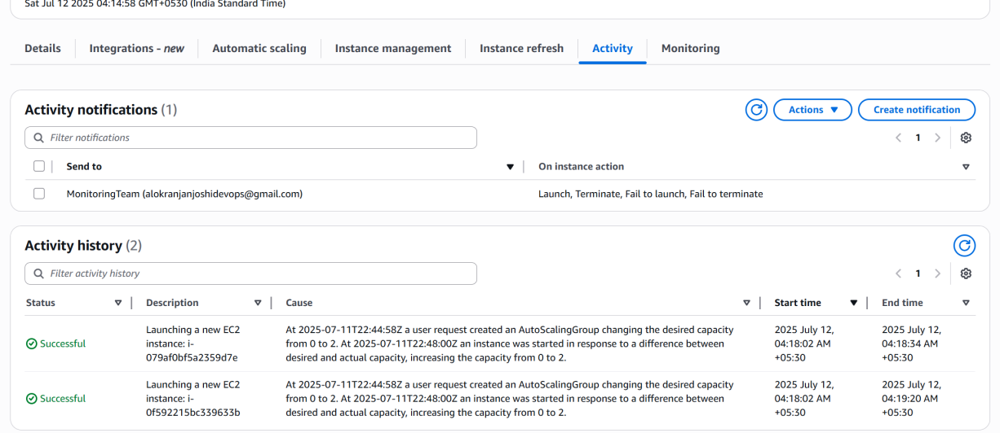 Sat Jul 12 2025 04:14:58 GMT+0530 (India Standard Time)
Details
Integrations - new
Automatic scaling
Instance management
Instance refresh
Activity
Monitoring
Activity notifications (1)
Actions
Create notification
Filter notifications
1
Send to
On instance action
MonitoringTeam (alokranjanjoshidevops@gmail.com)
Launch, Terminate, Fail to launch, Fail to terminate
Activity history (2)
Filter activity history
1
Status
Description
Cause
Start time
End time
Successful
Launching a new EC2
instance: i-
079af0bf5a2359d7e
At 2025-07-11T22:44:58Z a user request created an AutoScalingGroup changing the desired capacity
from 0 to 2. At 2025-07-11T22:48:00Z an instance was started in response to a difference between
desired and actual capacity, increasing the capacity from 0 to 2.
2025 July 12,
04:18:02 AM
+05:30
2025 July 12,
04:18:34 AM
+05:30
Successful
Launching a new EC2
instance: i-
0f592215bc339633b
At 2025-07-11T22:44:58Z a user request created an AutoScalingGroup changing the desired capacity
from 0 to 2. At 2025-07-11T22:48:00Z an instance was started in response to a difference between
desired and actual capacity, increasing the capacity from 0 to 2.
2025 July 12,
04:18:02 AM
+05:30
2025 July 12,
04:19:20 AM
+05:30